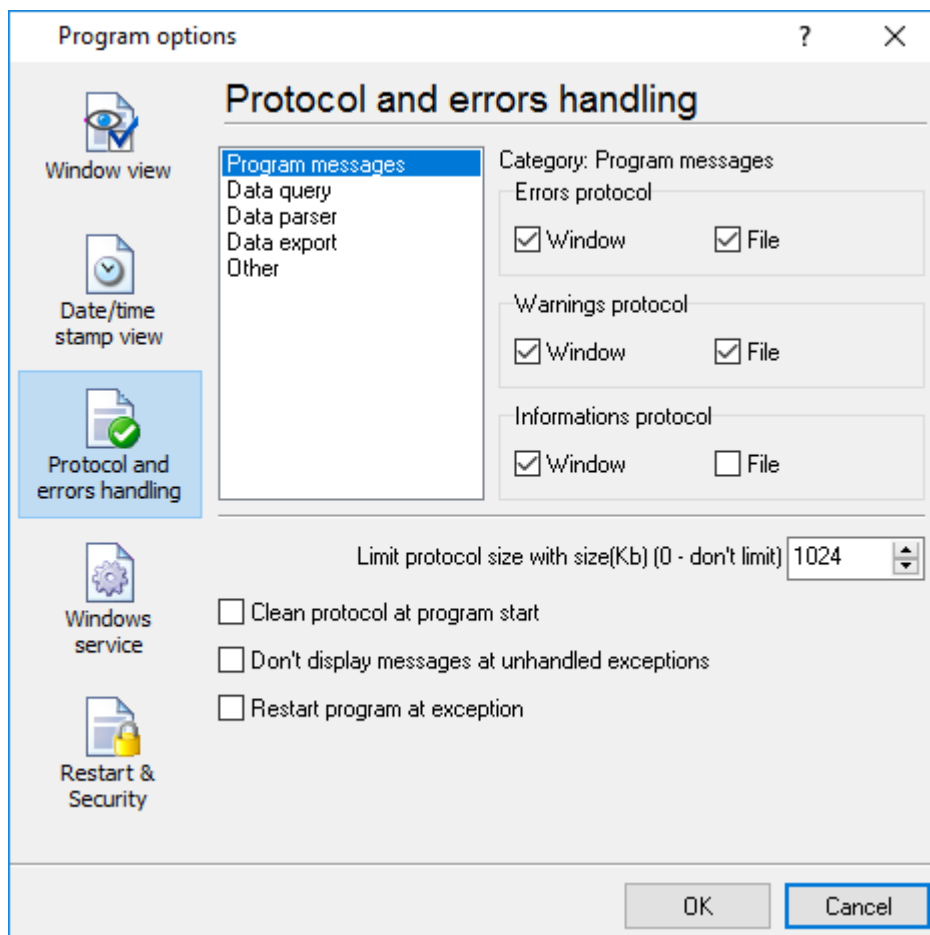 Program options
Window view
Date/time
stamp view
Protocol and
errors handling
Windows
service
Restart &
Security
Protocol and errors handling
Program messages
Data query
Data parser
Data export
Other
Category: Program messages
Errors protocol
Window File
Warnings protocol
Window File
Informations protocol
Window File
Limit protocol size with size(Kb) (0 - don't limit) 1024
Clean protocol at program start
Don't display messages at unhandled exceptions
Restart program at exception
OK Cancel